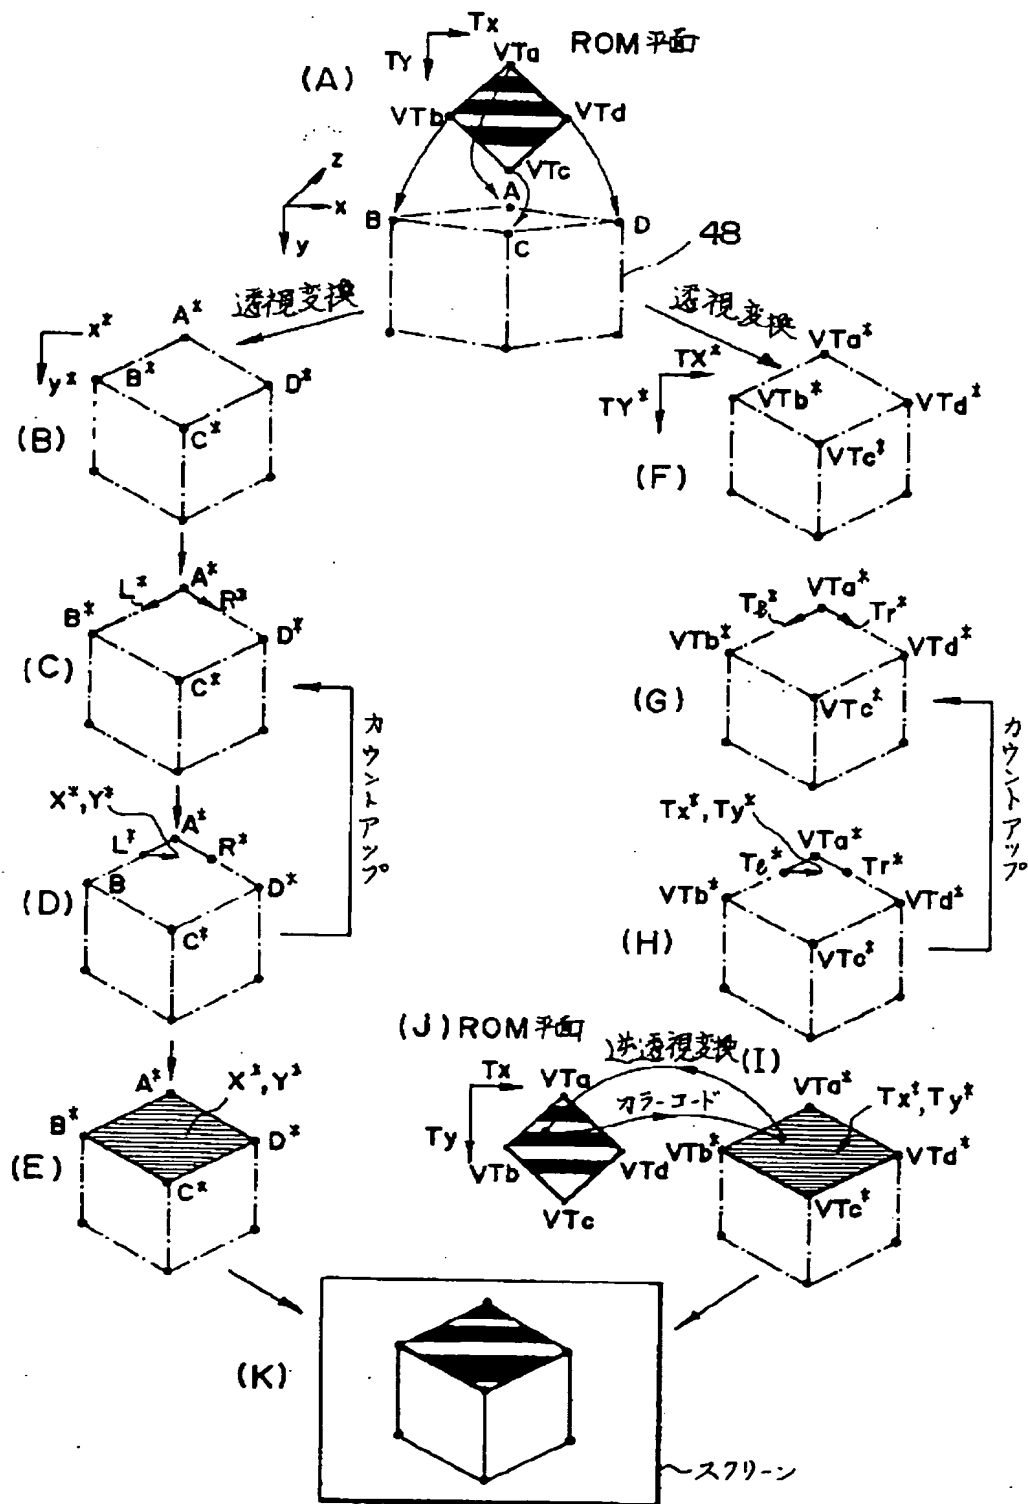 Tx
TY
VTa
ROM平面
(A)
VTb
VTd
VTc
z
x
y
A
B
C
D
48
透視変換
透視変換
x*
y*
A*
B*
C*
D*
(B)
TX*
TY*
VTa*
VTb*
VTc*
VTd*
(F)
L*
A*
R*
B*
C*
D*
(C)
カウントアップ
Tℓ*
VTa*
Tr*
VTb*
VTc*
VTd*
(G)
カウントアップ
X*, Y*
A*
L*
R*
B
C*
D*
(D)
Tx*, Ty*
VTa*
Tℓ*
Tr*
VTb*
VTc*
VTd*
(H)
A*
X*, Y*
B*
C*
D*
(E)
(J) ROM平面
逆透視変換 (I)
カラーコード
Tx
Ty
VTa
VTb
VTc
VTd
VTa*
Tx*, Ty*
VTb*
VTc*
VTd*
(K)
スクリーン